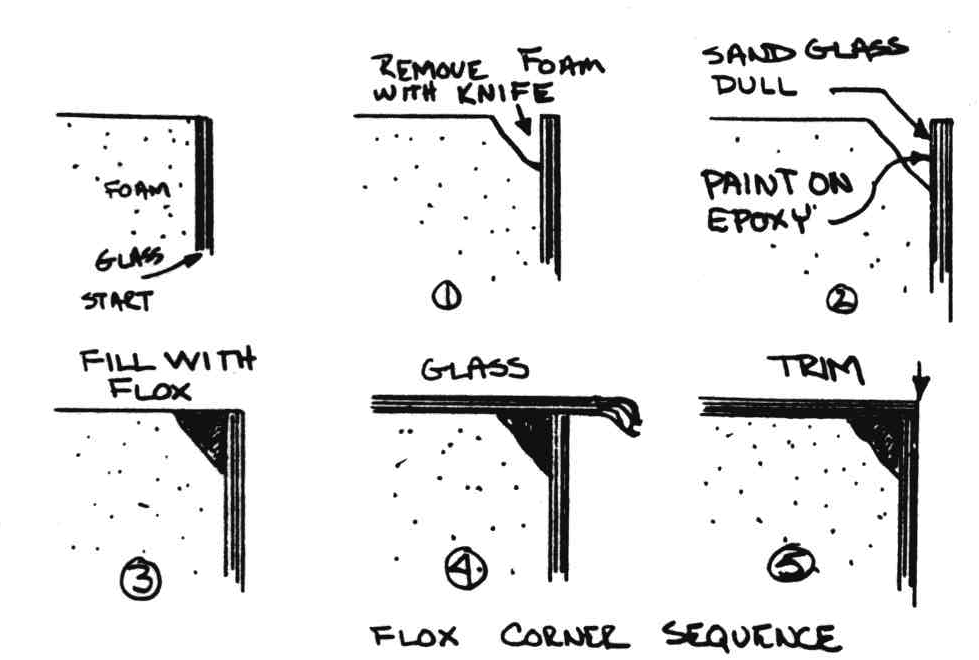 FOAM
GLASS
START
REMOVE FOAM
WITH KNIFE
1
SAND GLASS
DULL
PAINT ON
EPOXY
2
FILL WITH
FLOX
3
GLASS
4
TRIM
5
FLOX CORNER SEQUENCE